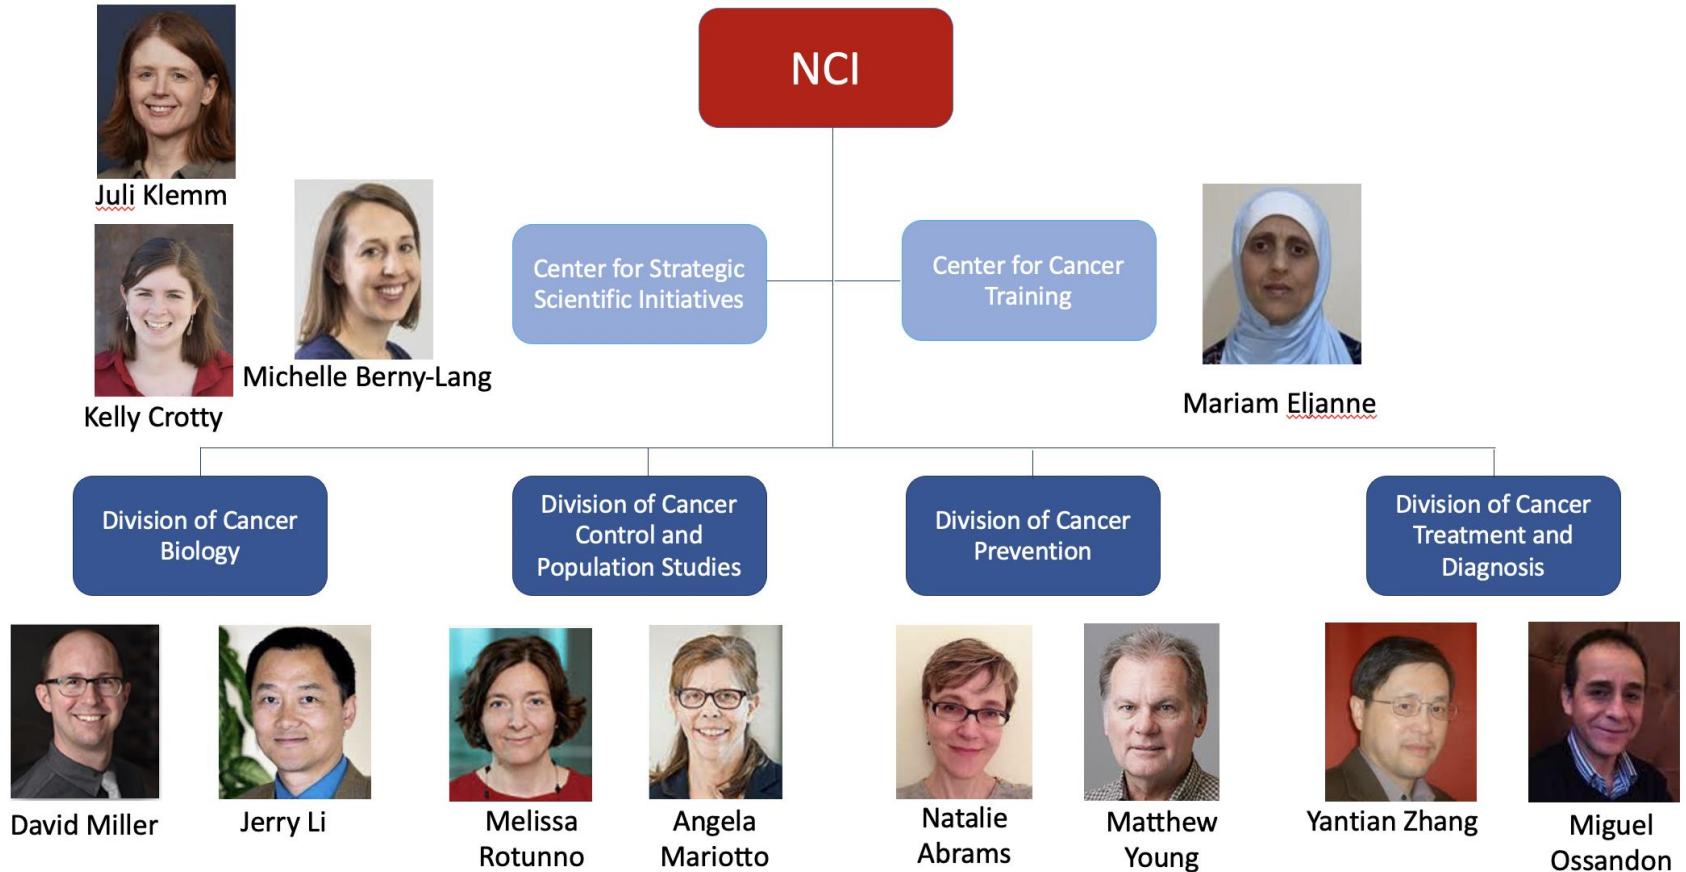 NCI
Juli Klemm
Center for Strategic
Scientific Initiatives
Center for Cancer
Training
Michelle Berny-Lang
Kelly Crotty
Mariam Eljanne
Division of Cancer
Biology
Division of Cancer
Control and
Population Studies
Division of Cancer
Prevention
Division of Cancer
Treatment and
Diagnosis
David Miller
Jerry Li
Melissa
Rotunno
Angela
Mariotto
Natalie
Abrams
Matthew
Young
Yantian Zhang
Miguel
Ossandon